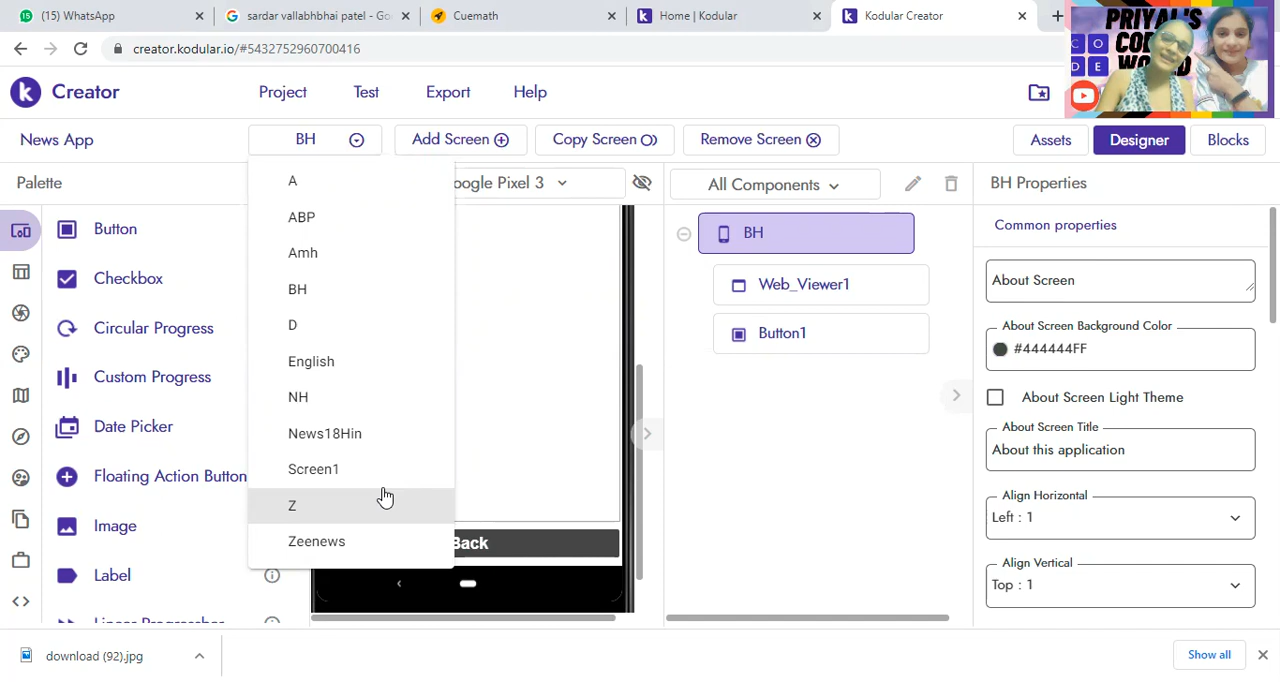 (15) WhatsApp
sardar vallabhbhai patel - Go
Cuemath
Home | Kodular
Kodular Creator
creator.kodular.io/#5432752960700416
PRIYAL'S
CODE
WORLD
Creator
Project
Test
Export
Help
News App
BH
Add Screen
Copy Screen
Remove Screen
Assets
Designer
Blocks
Palette
A
ABP
Amh
BH
D
English
NH
News18Hin
Screen1
Z
Zeenews
oogle Pixel 3
All Components
BH Properties
Button
Checkbox
Circular Progress
Custom Progress
Date Picker
Floating Action Button
Image
Label
Back
BH
Web_Viewer1
Button1
Common properties
About Screen
About Screen Background Color
#444444FF
About Screen Light Theme
About Screen Title
About this application
Align Horizontal
Left : 1
Align Vertical
Top : 1
download (92).jpg
Show all